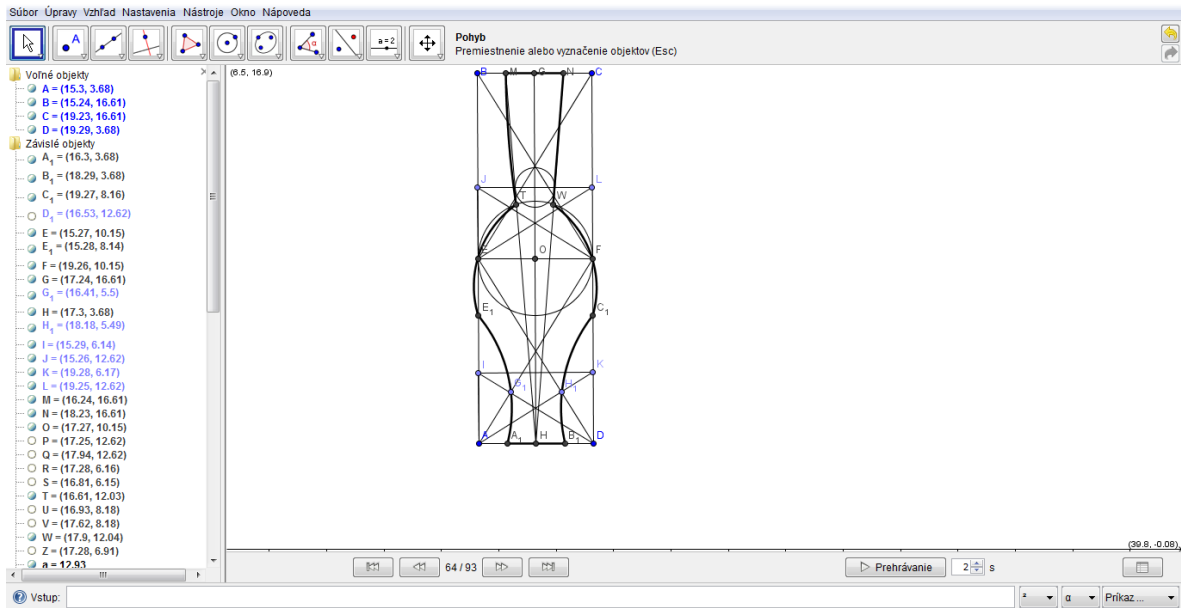 Súbor Úpravy Vzhľad Nastavenia Nástroje Okno Nápoveda
A
α
a = 2
Pohyb
Premiestnenie alebo vyznačenie objektov (Esc)
Voľné objekty
A = (15.3, 3.68)
B = (15.24, 16.61)
C = (19.23, 16.61)
D = (19.29, 3.68)
Závislé objekty
A₁ = (16.3, 3.68)
B₁ = (18.29, 3.68)
C₁ = (19.27, 8.16)
D₁ = (16.53, 12.62)
E = (15.27, 10.15)
E₁ = (15.28, 8.14)
F = (19.26, 10.15)
G = (17.24, 16.61)
G₁ = (16.41, 5.5)
H = (17.3, 3.68)
H₁ = (18.18, 5.49)
I = (15.29, 6.14)
J = (15.26, 12.62)
K = (19.28, 6.17)
L = (19.25, 12.62)
M = (16.24, 16.61)
N = (18.23, 16.61)
O = (17.27, 10.15)
P = (17.25, 12.62)
Q = (17.94, 12.62)
R = (17.28, 6.16)
S = (16.81, 6.15)
T = (16.61, 12.03)
U = (16.93, 8.18)
V = (17.62, 8.18)
W = (17.9, 12.04)
Z = (17.28, 6.91)
a = 12.93
(6.5, 16.9)
B M G N C
J L
T W
E O F
E₁ C₁
I K
G₁ H₁
A A₁ H B₁ D
(39.8, -0.08)
64 / 93
Prehrávanie 2 s
Vstup: ² α Príkaz ...